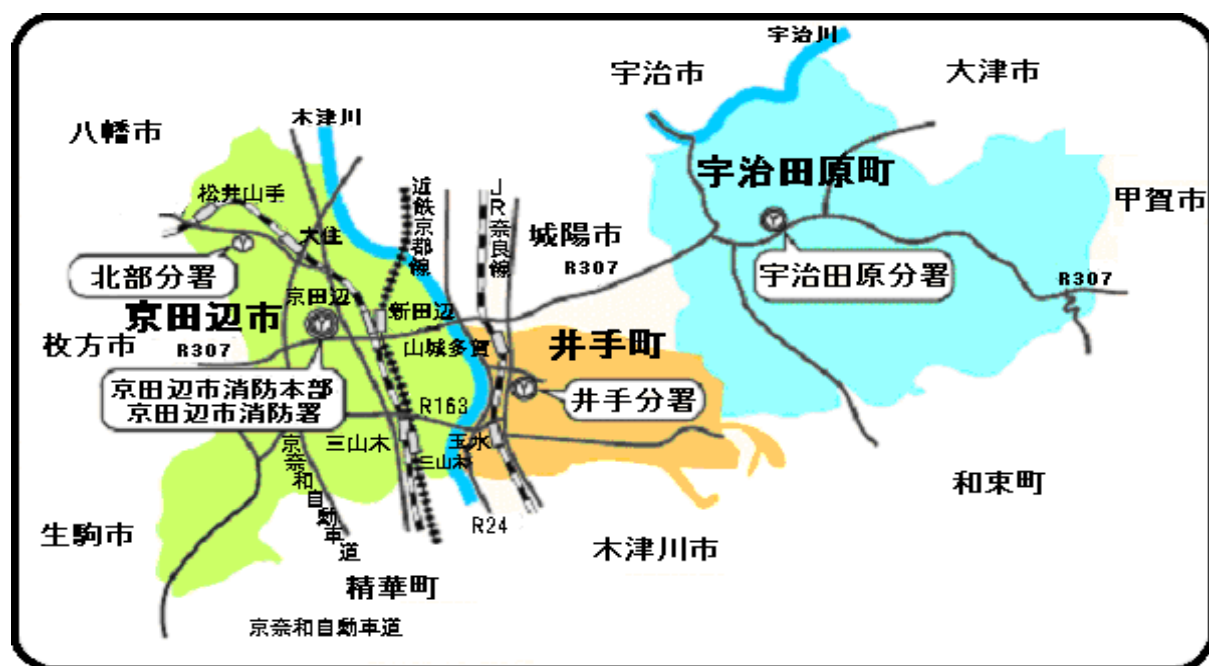 宇治川
宇治市
大津市
木津川
八幡市
宇治田原町
松井山手
近鉄京都線
JR奈良線
甲賀市
大住
城陽市
北部分署
R307
宇治田原分署
R307
京田辺
新田辺
京田辺市
枚方市
R307
山城多賀
井手町
京田辺市消防本部
京田辺市消防署
井手分署
R163
三山木
玉水
三山木
京奈和自動車道
和束町
生駒市
R24
木津川市
精華町
京奈和自動車道